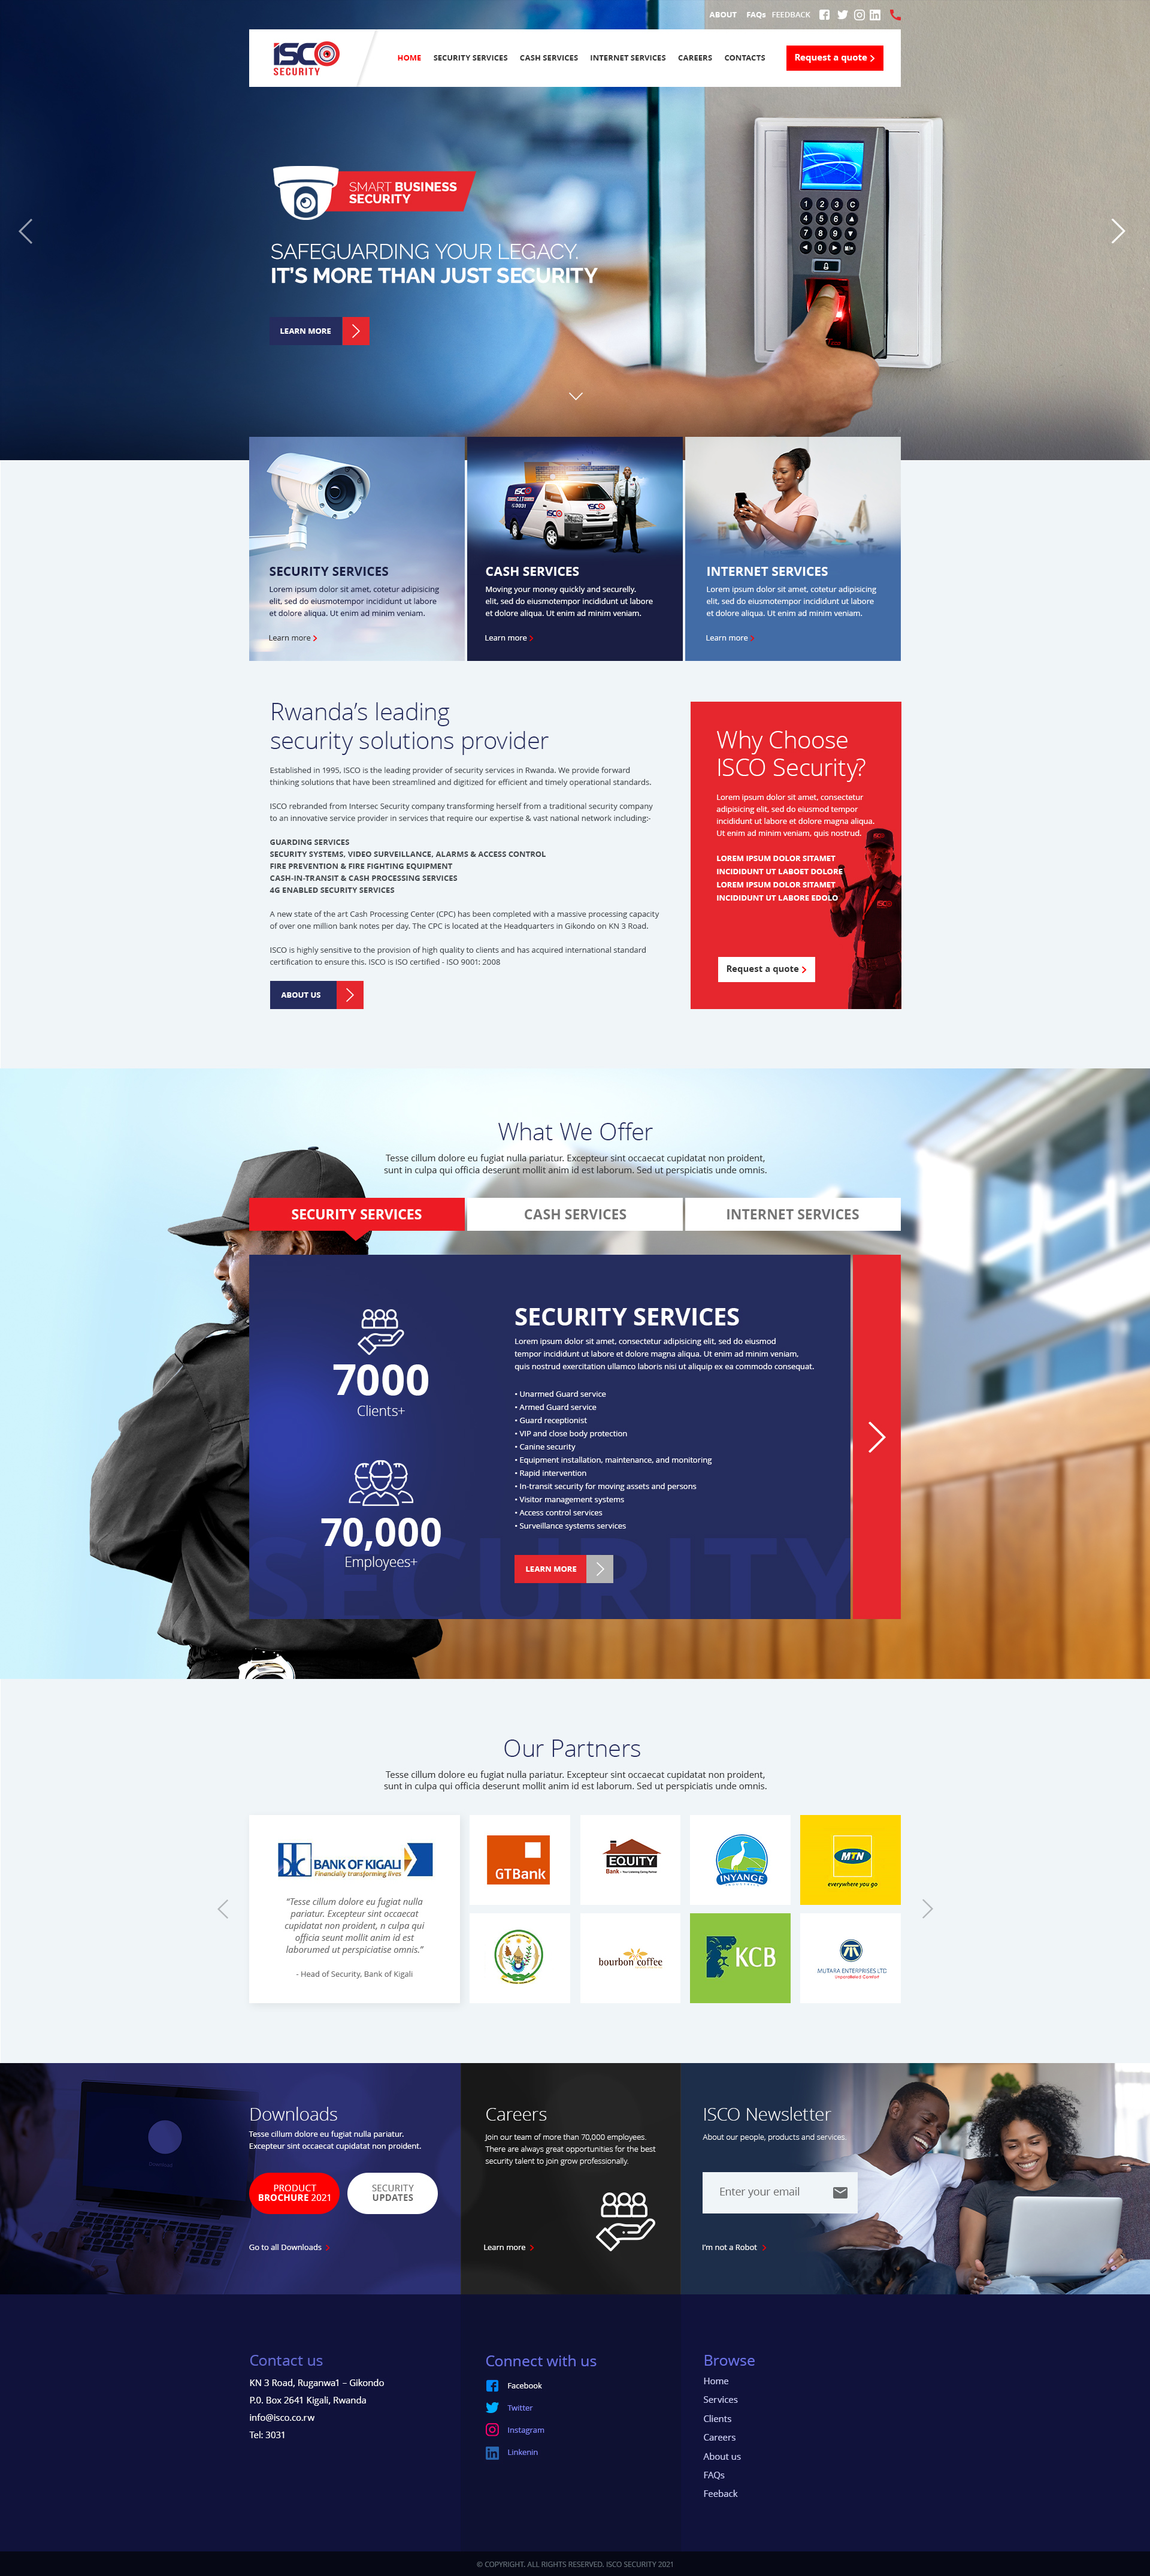 ABOUT FAQs FEEDBACK
ISCO
SECURITY
HOME SECURITY SERVICES CASH SERVICES INTERNET SERVICES CAREERS CONTACTS
Request a quote
SMART BUSINESS
SECURITY
SAFEGUARDING YOUR LEGACY.
IT'S MORE THAN JUST SECURITY
LEARN MORE
1 2 3 C
4 5 6
7 8 9
0
SECURITY SERVICES
Lorem ipsum dolor sit amet, cotetur adipisicing
elit, sed do eiusmotempor incididunt ut labore
et dolore aliqua. Ut enim ad minim veniam.
Learn more
ISCO
3031
ISCO
CASH SERVICES
Moving your money quickly and securelly.
elit, sed do eiusmotempor incididunt ut labore
et dolore aliqua. Ut enim ad minim veniam.
Learn more
INTERNET SERVICES
Lorem ipsum dolor sit amet, cotetur adipisicing
elit, sed do eiusmotempor incididunt ut labore
et dolore aliqua. Ut enim ad minim veniam.
Learn more
Rwanda's leading
security solutions provider
Established in 1995, ISCO is the leading provider of security services in Rwanda. We provide forward
thinking solutions that have been streamlined and digitized for efficient and timely operational standards.
ISCO rebranded from Intersec Security company transforming herself from a traditional security company
to an innovative service provider in services that require our expertise & vast national network including:-
GUARDING SERVICES
SECURITY SYSTEMS, VIDEO SURVEILLANCE, ALARMS & ACCESS CONTROL
FIRE PREVENTION & FIRE FIGHTING EQUIPMENT
CASH-IN-TRANSIT & CASH PROCESSING SERVICES
4G ENABLED SECURITY SERVICES
A new state of the art Cash Processing Center (CPC) has been completed with a massive processing capacity
of over one million bank notes per day. The CPC is located at the Headquarters in Gikondo on KN 3 Road.
ISCO is highly sensitive to the provision of high quality to clients and has acquired international standard
certification to ensure this. ISCO is ISO certified - ISO 9001: 2008
ABOUT US
Why Choose
ISCO Security?
Lorem ipsum dolor sit amet, consectetur
adipisicing elit, sed do eiusmod tempor
incididunt ut labore et dolore magna aliqua.
Ut enim ad minim veniam, quis nostrud.
LOREM IPSUM DOLOR SITAMET
INCIDIDUNT UT LABOET DOLORE
LOREM IPSUM DOLOR SITAMET
INCIDIDUNT UT LABORE EDOLO
ISCO
ISCO
Request a quote
What We Offer
Tesse cillum dolore eu fugiat nulla pariatur. Excepteur sint occaecat cupidatat non proident,
sunt in culpa qui officia deserunt mollit anim id est laborum. Sed ut perspiciatis unde omnis.
SECURITY SERVICES
CASH SERVICES
INTERNET SERVICES
7000
Clients+
70,000
Employees+
SECURITY SERVICES
Lorem ipsum dolor sit amet, consectetur adipisicing elit, sed do eiusmod
tempor incididunt ut labore et dolore magna aliqua. Ut enim ad minim veniam,
quis nostrud exercitation ullamco laboris nisi ut aliquip ex ea commodo consequat.
• Unarmed Guard service
• Armed Guard service
• Guard receptionist
• VIP and close body protection
• Canine security
• Equipment installation, maintenance, and monitoring
• Rapid intervention
• In-transit security for moving assets and persons
• Visitor management systems
• Access control services
• Surveillance systems services
LEARN MORE
SECURITY
Our Partners
Tesse cillum dolore eu fugiat nulla pariatur. Excepteur sint occaecat cupidatat non proident,
sunt in culpa qui officia deserunt mollit anim id est laborum. Sed ut perspiciatis unde omnis.
BANK OF KIGALI
Financially transforming lives
"Tesse cillum dolore eu fugiat nulla
pariatur. Excepteur sint occaecat
cupidatat non proident, n culpa qui
officia seunt mollit anim id est
laborumed ut perspiciatise omnis."
- Head of Security, Bank of Kigali
GTBank
EQUITY
Bank - Your Listening Caring Partner
INYANGE
MTN
everywhere you go
bourbon coffee
KCB
MUTARA ENTERPRISES LTD
Unparalleled Comfort
Downloads
Tesse cillum dolore eu fugiat nulla pariatur.
Excepteur sint occaecat cupidatat non proident.
PRODUCT
BROCHURE 2021
SECURITY
UPDATES
Go to all Downloads
Careers
Join our team of more than 70,000 employees.
There are always great opportunities for the best
security talent to join grow professionally.
Learn more
ISCO Newsletter
About our people, products and services.
Enter your email
I'm not a Robot
Contact us
KN 3 Road, Ruganwa1 – Gikondo
P.0. Box 2641 Kigali, Rwanda
info@isco.co.rw
Tel: 3031
Connect with us
Facebook
Twitter
Instagram
Linkenin
Browse
Home
Services
Clients
Careers
About us
FAQs
Feeback
© COPYRIGHT. ALL RIGHTS RESERVED. ISCO SECURITY 2021